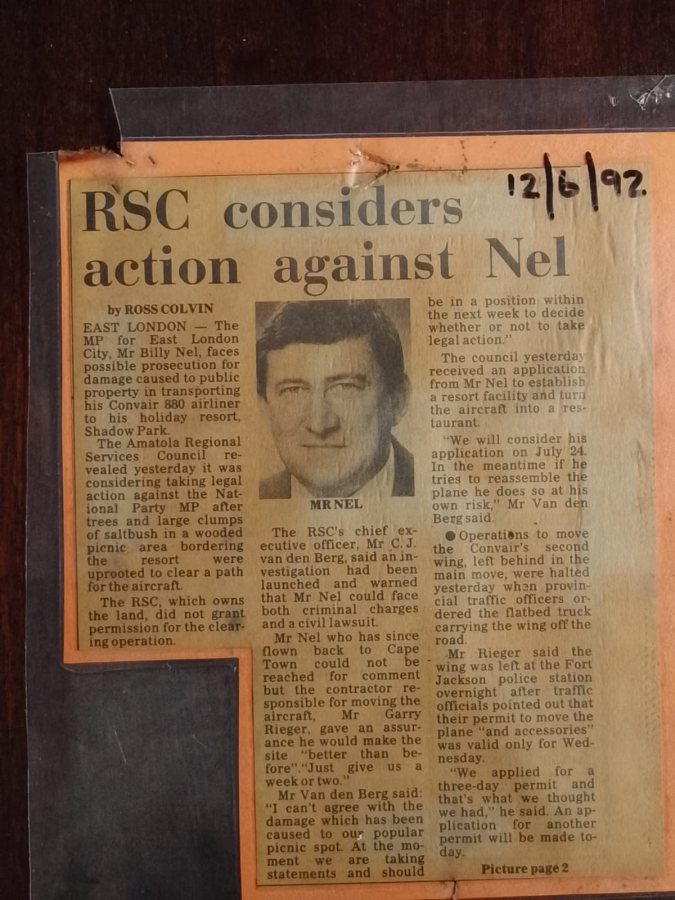 12/6/92.
RSC considers
action against Nel
by ROSS COLVIN
EAST LONDON — The
MP for East London
City, Mr Billy Nel, faces
possible prosecution for
damage caused to public
property in transporting
his Convair 880 airliner
to his holiday resort,
Shadow Park.
The Amatola Regional
Services Council re-
vealed yesterday it was
considering taking legal
action against the Nat-
ional Party MP after
trees and large clumps
of saltbush in a wooded
picnic area bordering
the resort were
uprooted to clear a path
for the aircraft.
The RSC, which owns
the land, did not grant
permission for the clear-
ing operation.
MR NEL
The RSC's chief ex-
ecutive officer, Mr C. J.
van den Berg, said an in-
vestigation had been
launched and warned
that Mr Nel could face
both criminal charges
and a civil lawsuit.
Mr Nel who has since
flown back to Cape
Town could not be
reached for comment
but the contractor re-
sponsible for moving the
aircraft, Mr Garry
Rieger, gave an assur-
ance he would make the
site "better than be-
fore"."Just give us a
week or two."
Mr Van den Berg said:
"I can't agree with the
damage which has been
caused to our popular
picnic spot. At the mo-
ment we are taking
statements and should
be in a position within
the next week to decide
whether or not to take
legal action."
The council yesterday
received an application
from Mr Nel to establish
a resort facility and turn
the aircraft into a res-
taurant.
"We will consider his
application on July 24.
In the meantime if he
tries to reassemble the
plane he does so at his
own risk," Mr Van den
Berg said.
● Operations to move
the Convair's second
wing, left behind in the
main move, were halted
yesterday when provin-
cial traffic officers or-
dered the flatbed truck
carrying the wing off the
road.
Mr Rieger said the
wing was left at the Fort
Jackson police station
overnight after traffic
officials pointed out that
their permit to move the
plane "and accessories"
was valid only for Wed-
nesday.
"We applied for a
three-day permit and
that's what we thought
we had," he said. An ap-
plication for another
permit will be made to-
day.
Picture page 2